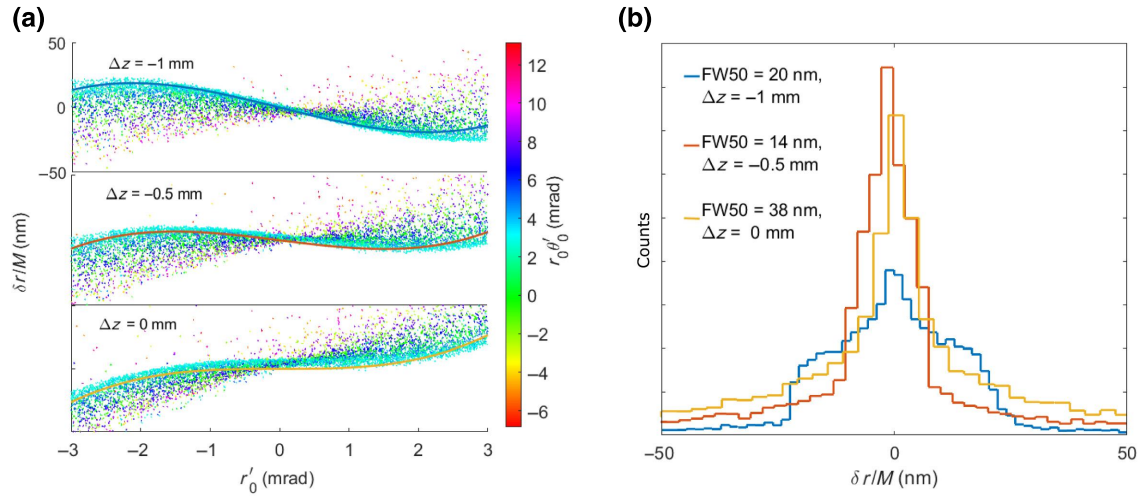 (a)
(b)
50
0
−50
Δz = −1 mm
Δz = −0.5 mm
Δz = 0 mm
δr/M (nm)
−3
−2
−1
0
1
2
3
r′₀ (mrad)
12
10
8
6
4
2
0
−2
−4
−6
r₀θ′₀ (mrad)
FW50 = 20 nm,
Δz = −1 mm
FW50 = 14 nm,
Δz = −0.5 mm
FW50 = 38 nm,
Δz = 0 mm
Counts
−50
0
50
δr/M (nm)